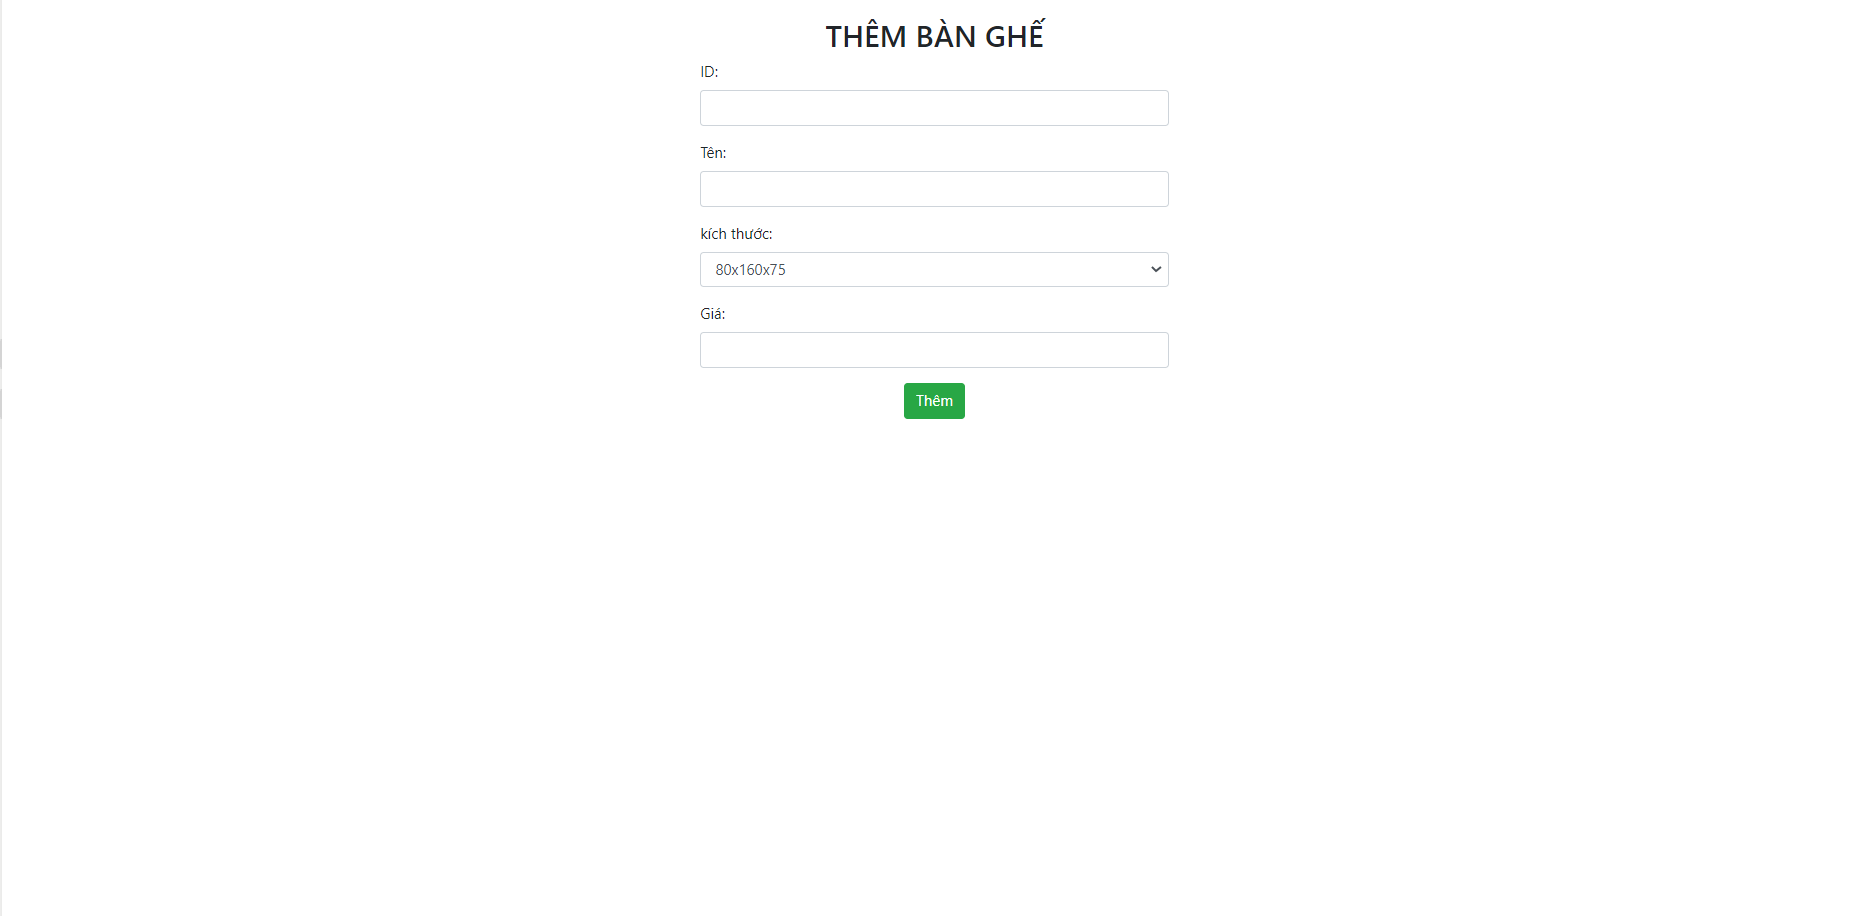 THÊM BÀN GHẾ
ID:
Tên:
kích thước:
80x160x75
Giá:
Thêm